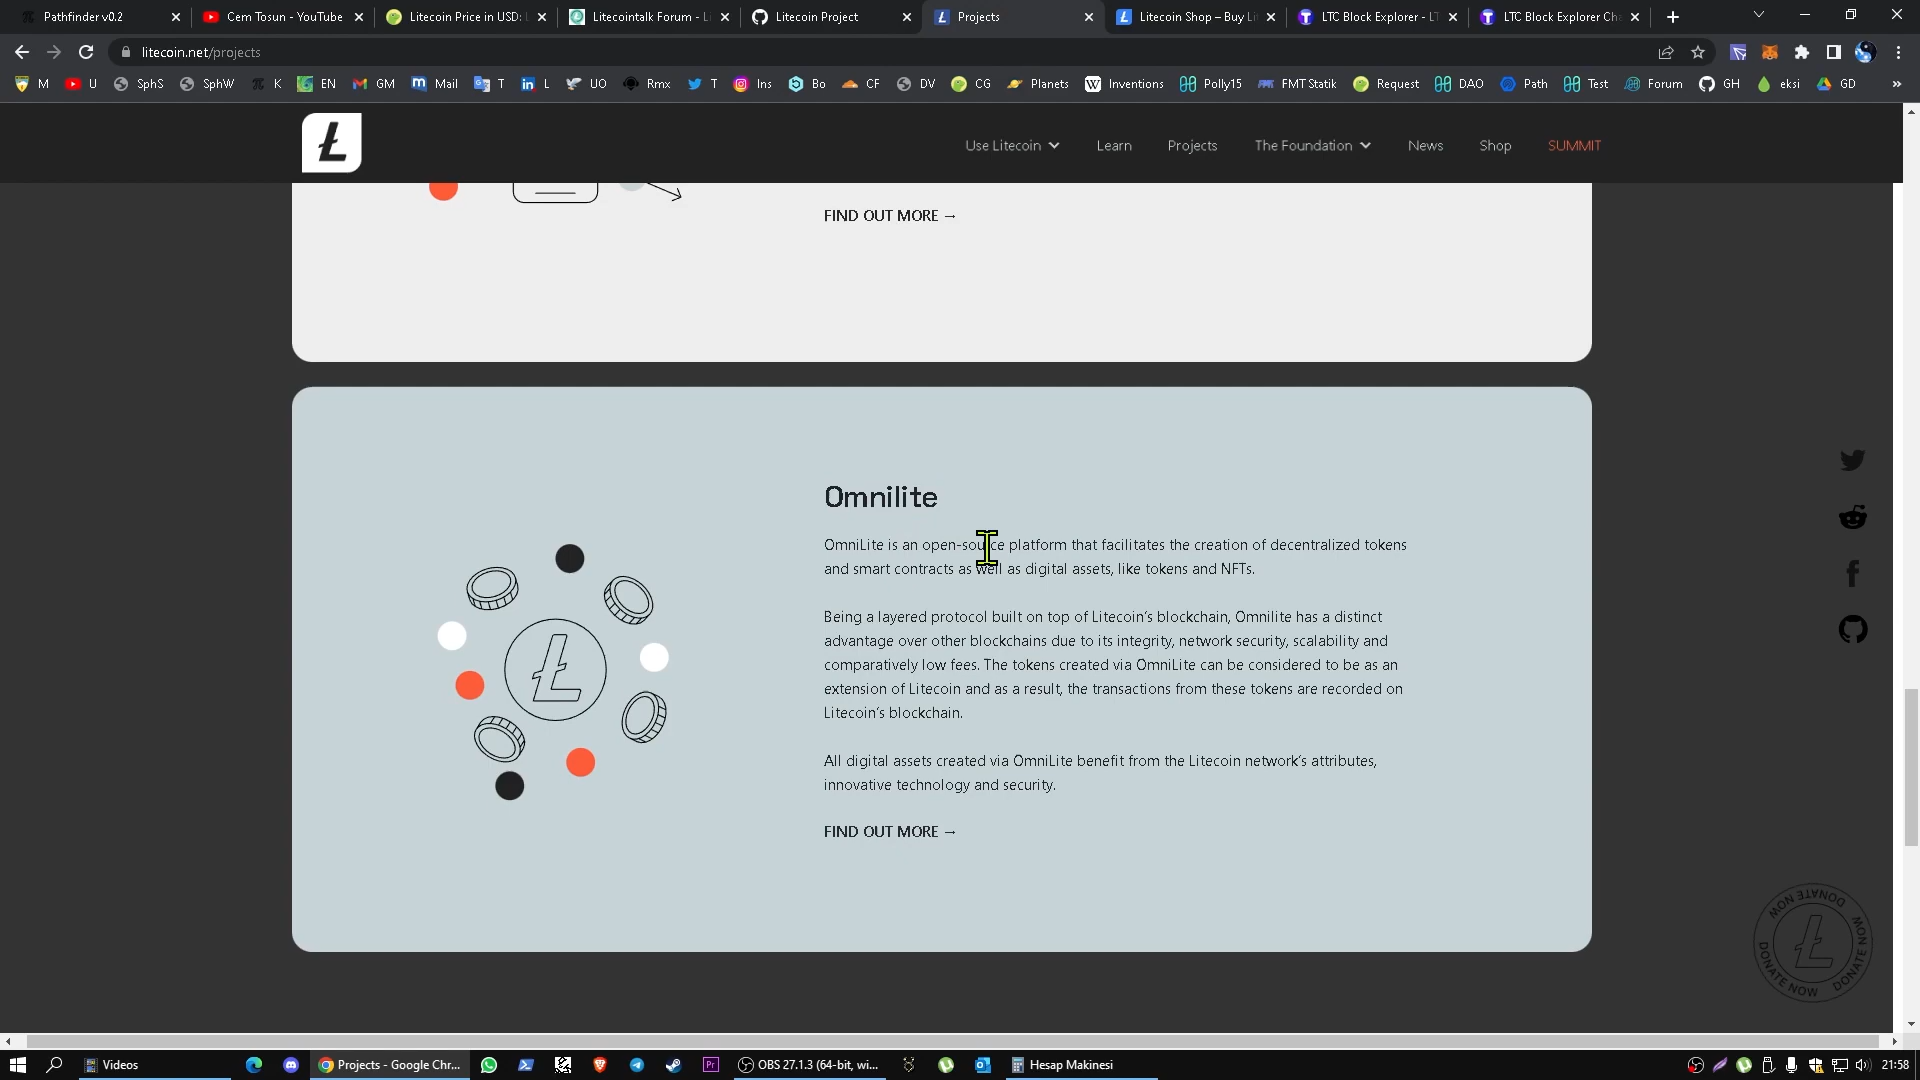 Pathfinder v0.2
Cem Tosun - YouTube
Litecoin Price in USD:
Litecointalk Forum - Li
Litecoin Project
Projects
Litecoin Shop – Buy Li
LTC Block Explorer - LT
LTC Block Explorer Cha
litecoin.net/projects
M U SphS SphW K EN GM Mail T L UO Rmx T Ins Bo CF DV CG Planets Inventions Polly15 FMT Statik Request DAO Path Test Forum GH eksi GD »
Use Litecoin Learn Projects The Foundation News Shop SUMMIT
FIND OUT MORE →
Omnilite
OmniLite is an open-source platform that facilitates the creation of decentralized tokens
and smart contracts as well as digital assets, like tokens and NFTs.
Being a layered protocol built on top of Litecoin’s blockchain, Omnilite has a distinct
advantage over other blockchains due to its integrity, network security, scalability and
comparatively low fees. The tokens created via OmniLite can be considered to be as an
extension of Litecoin and as a result, the transactions from these tokens are recorded on
Litecoin’s blockchain.
All digital assets created via OmniLite benefit from the Litecoin network’s attributes,
innovative technology and security.
FIND OUT MORE →
DONATE NOW DONATE NOW DONATE NOW
Videos
Projects - Google Chr...
OBS 27.1.3 (64-bit, wi...
Hesap Makinesi
21:58